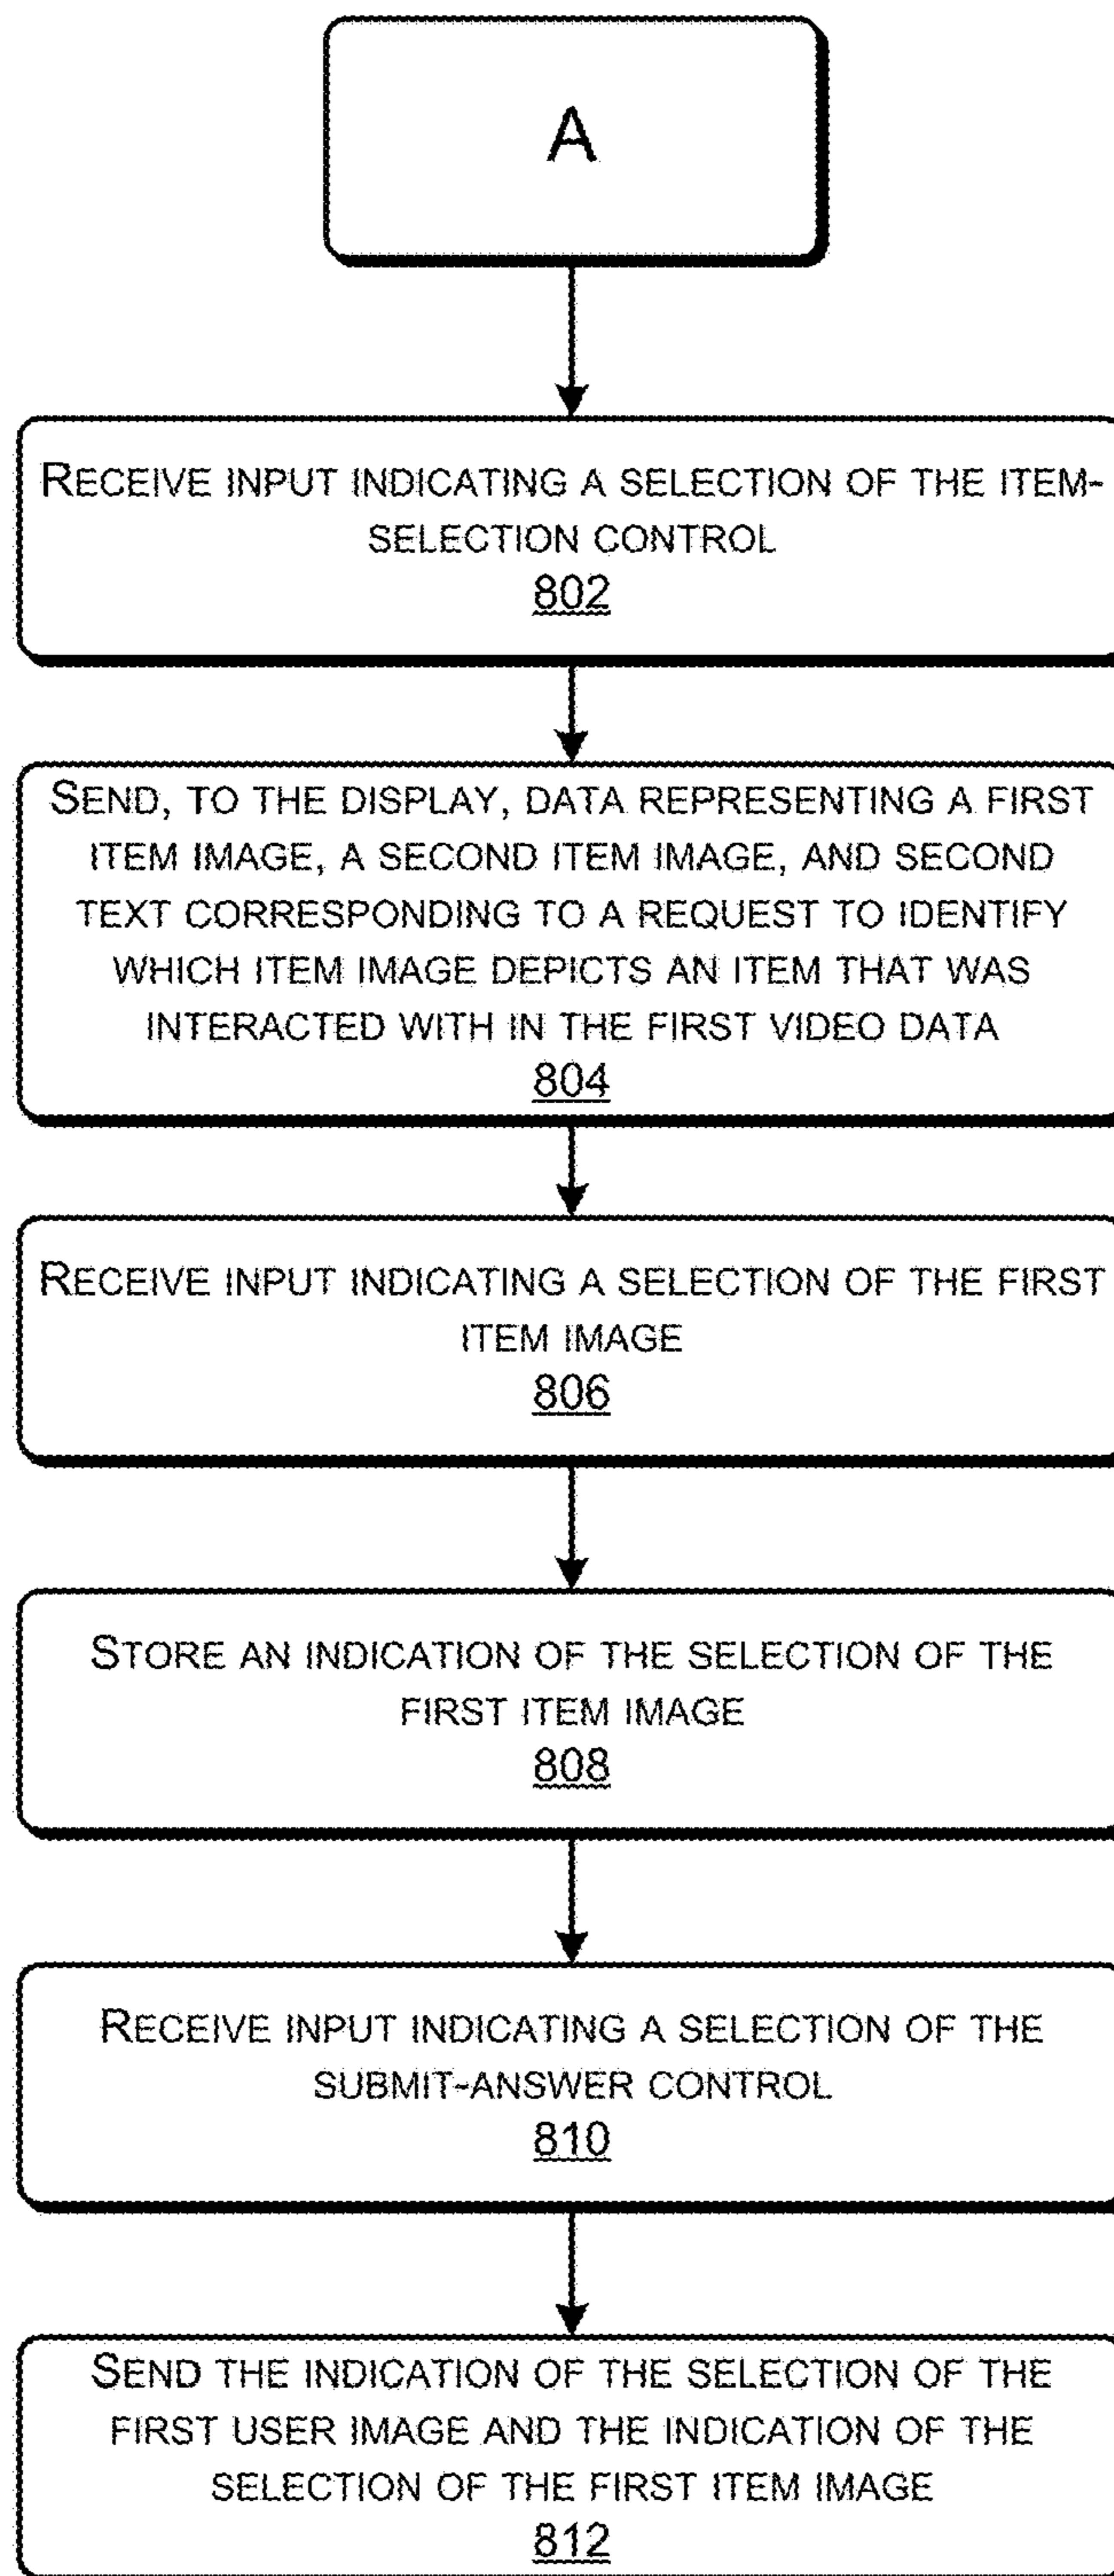 A
RECEIVE INPUT INDICATING A SELECTION OF THE ITEM-
SELECTION CONTROL
802
SEND, TO THE DISPLAY, DATA REPRESENTING A FIRST
ITEM IMAGE, A SECOND ITEM IMAGE, AND SECOND
TEXT CORRESPONDING TO A REQUEST TO IDENTIFY
WHICH ITEM IMAGE DEPICTS AN ITEM THAT WAS
INTERACTED WITH IN THE FIRST VIDEO DATA
804
RECEIVE INPUT INDICATING A SELECTION OF THE FIRST
ITEM IMAGE
806
STORE AN INDICATION OF THE SELECTION OF THE
FIRST ITEM IMAGE
808
RECEIVE INPUT INDICATING A SELECTION OF THE
SUBMIT-ANSWER CONTROL
810
SEND THE INDICATION OF THE SELECTION OF THE
FIRST USER IMAGE AND THE INDICATION OF THE
SELECTION OF THE FIRST ITEM IMAGE
812